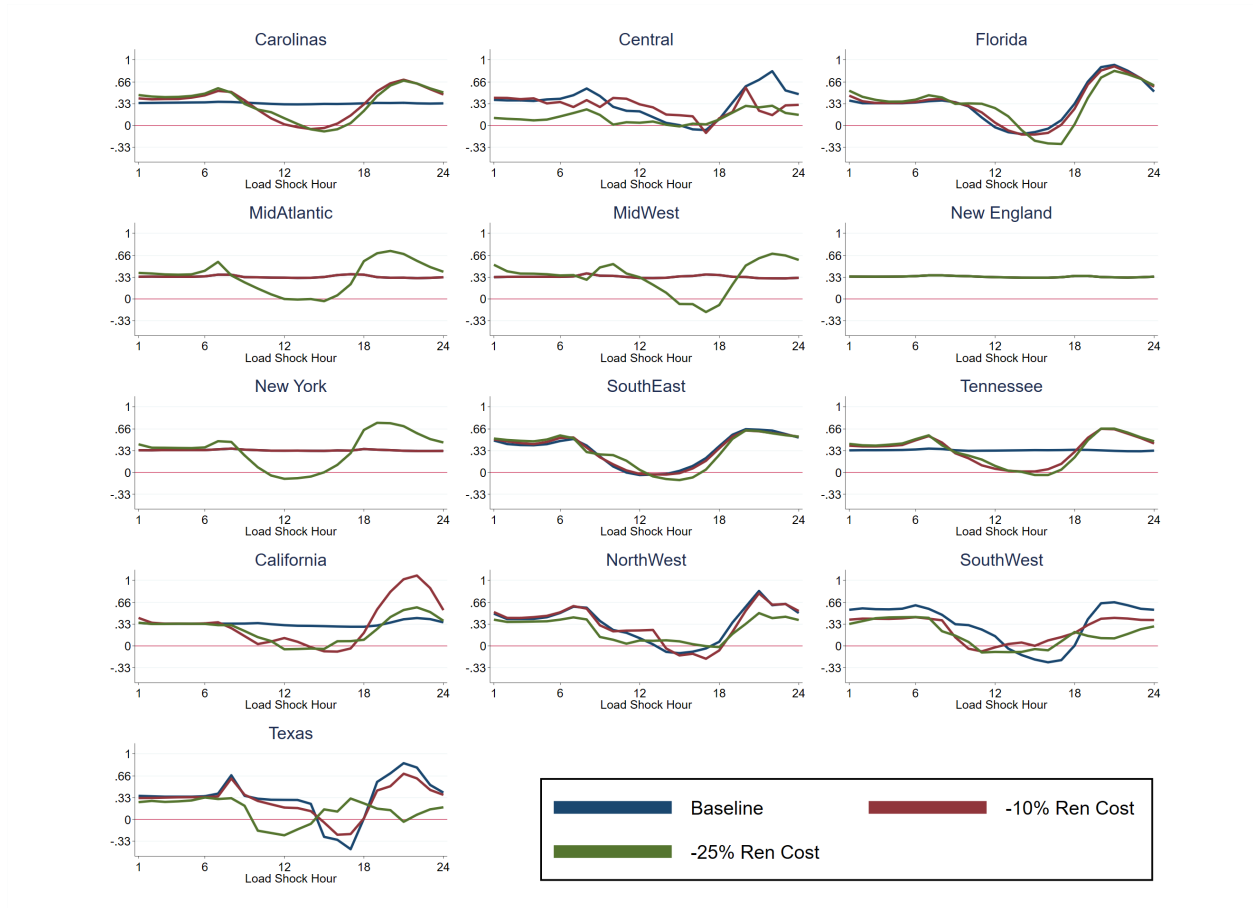 Carolinas
1
.66
.33
0
-.33
1 6 12 18 24
Load Shock Hour
Central
1
.66
.33
0
-.33
1 6 12 18 24
Load Shock Hour
Florida
1
.66
.33
0
-.33
1 6 12 18 24
Load Shock Hour
MidAtlantic
1
.66
.33
0
-.33
1 6 12 18 24
Load Shock Hour
MidWest
1
.66
.33
0
-.33
1 6 12 18 24
Load Shock Hour
New England
1
.66
.33
0
-.33
1 6 12 18 24
Load Shock Hour
New York
1
.66
.33
0
-.33
1 6 12 18 24
Load Shock Hour
SouthEast
1
.66
.33
0
-.33
1 6 12 18 24
Load Shock Hour
Tennessee
1
.66
.33
0
-.33
1 6 12 18 24
Load Shock Hour
California
1
.66
.33
0
-.33
1 6 12 18 24
Load Shock Hour
NorthWest
1
.66
.33
0
-.33
1 6 12 18 24
Load Shock Hour
SouthWest
1
.66
.33
0
-.33
1 6 12 18 24
Load Shock Hour
Texas
1
.66
.33
0
-.33
1 6 12 18 24
Load Shock Hour
Baseline -10% Ren Cost
-25% Ren Cost